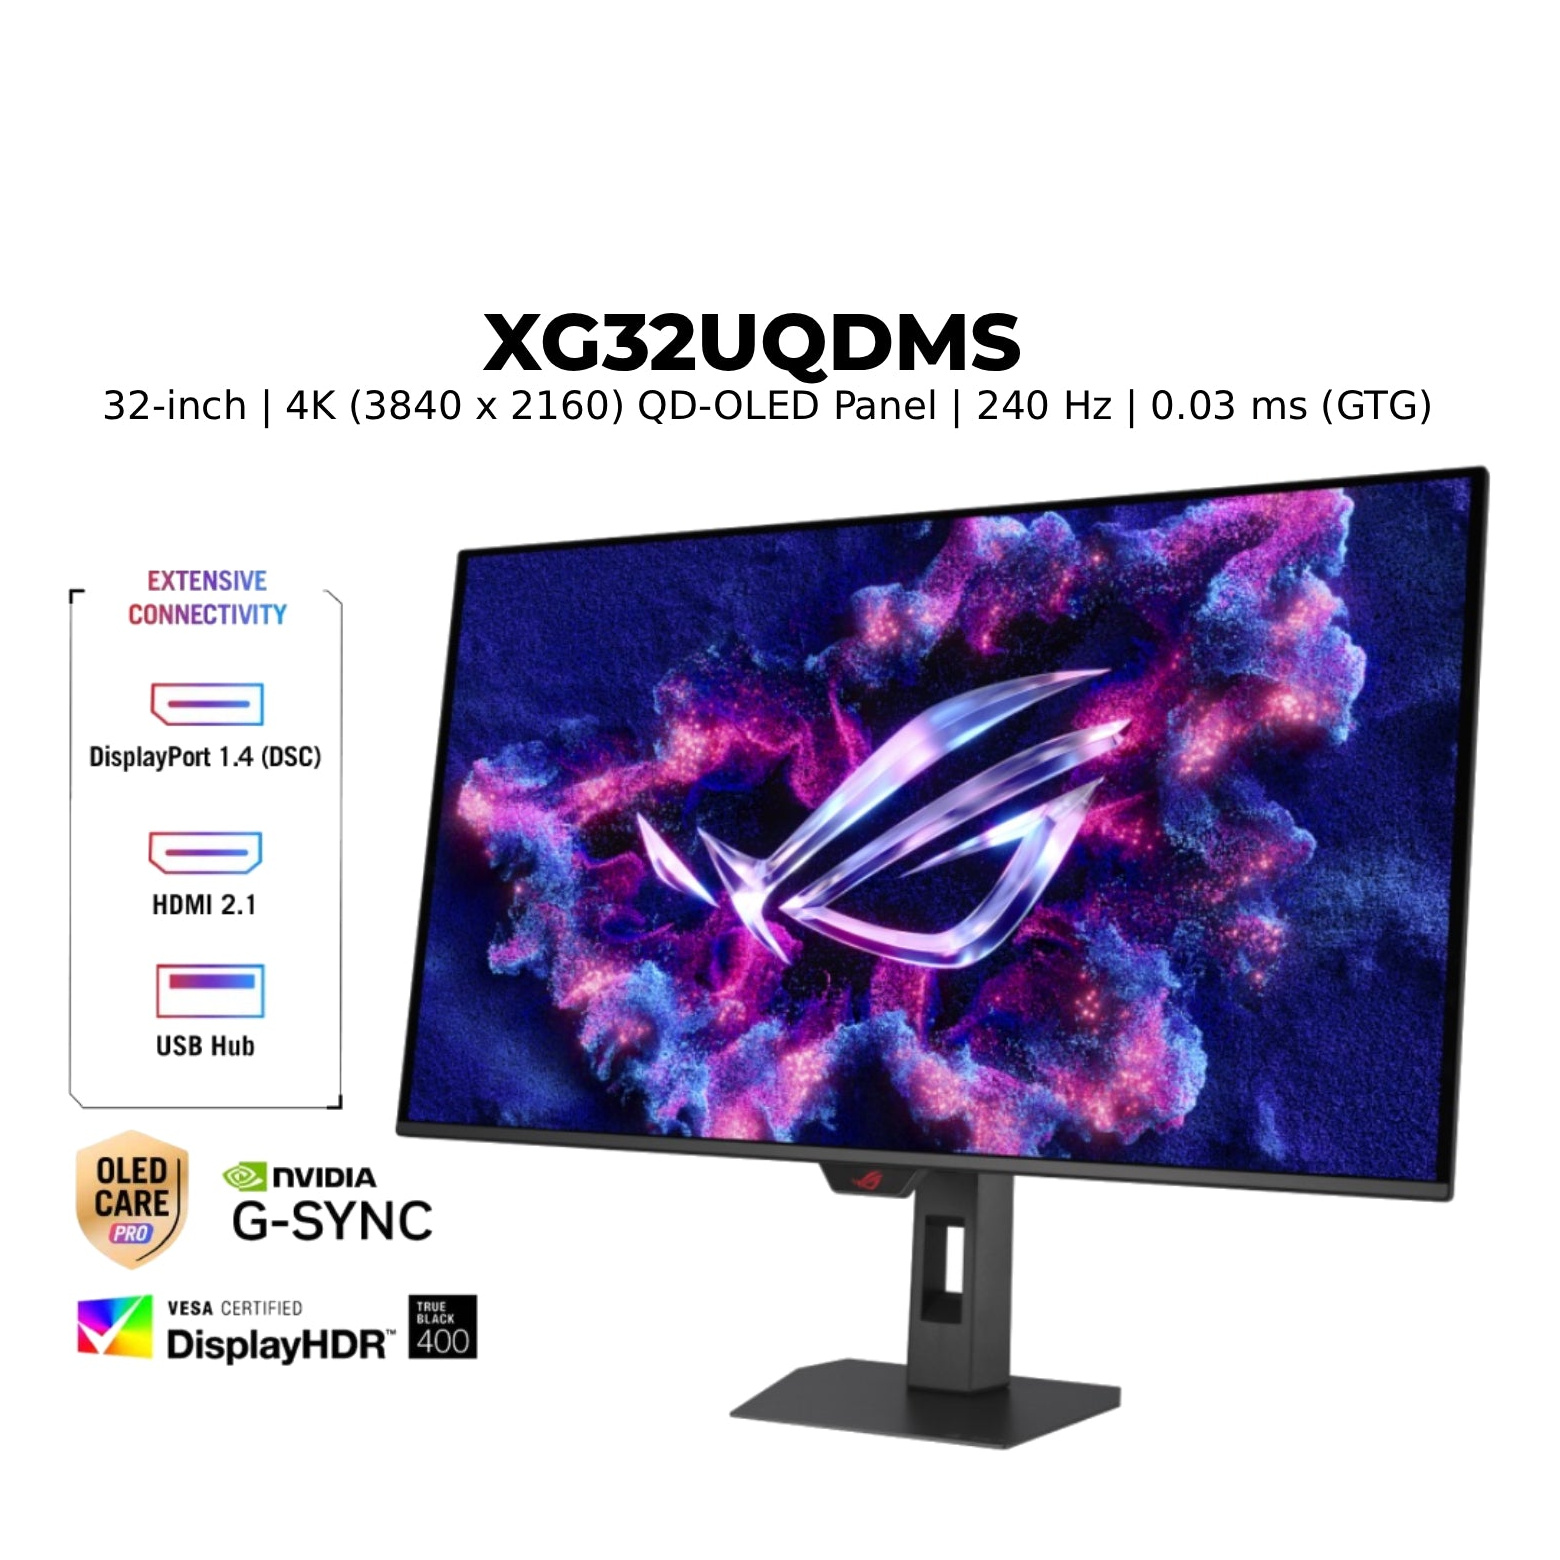 XG32UQDMS
32-inch | 4K (3840 x 2160) QD-OLED Panel | 240 Hz | 0.03 ms (GTG)
EXTENSIVE
CONNECTIVITY
DisplayPort 1.4 (DSC)
HDMI 2.1
USB Hub
OLED
CARE
PRO
NVIDIA
G-SYNC
VESA CERTIFIED
DisplayHDR™
TRUE
BLACK
400